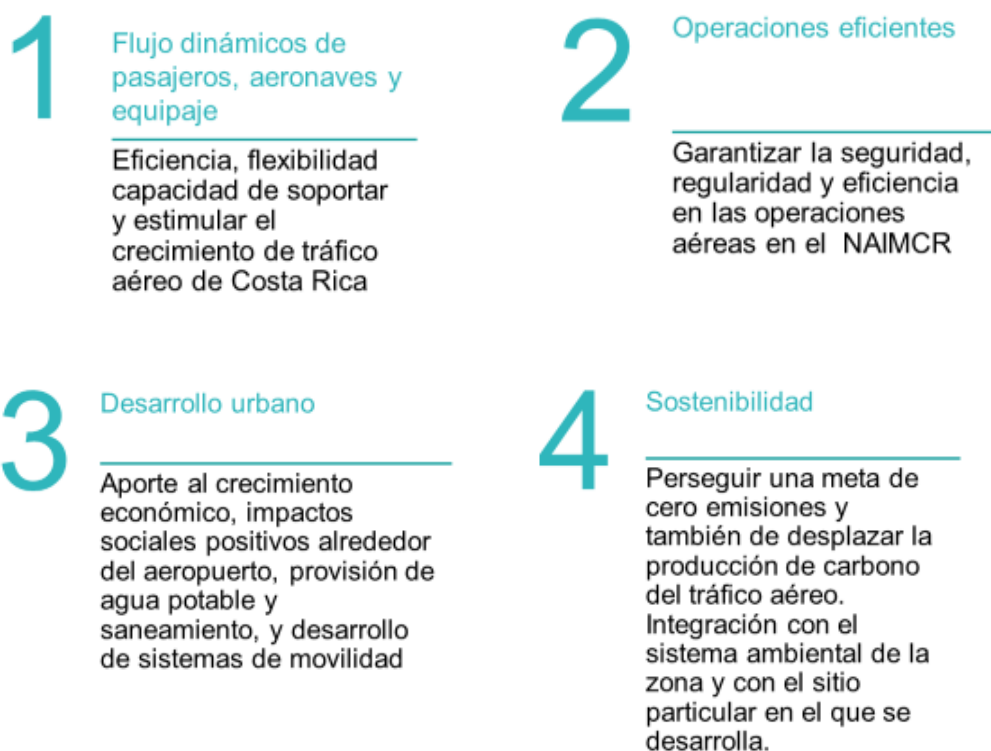 1
Flujo dinámicos de
pasajeros, aeronaves y
equipaje
Eficiencia, flexibilidad
capacidad de soportar
y estimular el
crecimiento de tráfico
aéreo de Costa Rica
2
Operaciones eficientes
Garantizar la seguridad,
regularidad y eficiencia
en las operaciones
aéreas en el NAIMCR
3
Desarrollo urbano
Aporte al crecimiento
económico, impactos
sociales positivos alrededor
del aeropuerto, provisión de
agua potable y
saneamiento, y desarrollo
de sistemas de movilidad
4
Sostenibilidad
Perseguir una meta de
cero emisiones y
también de desplazar la
producción de carbono
del tráfico aéreo.
Integración con el
sistema ambiental de la
zona y con el sitio
particular en el que se
desarrolla.